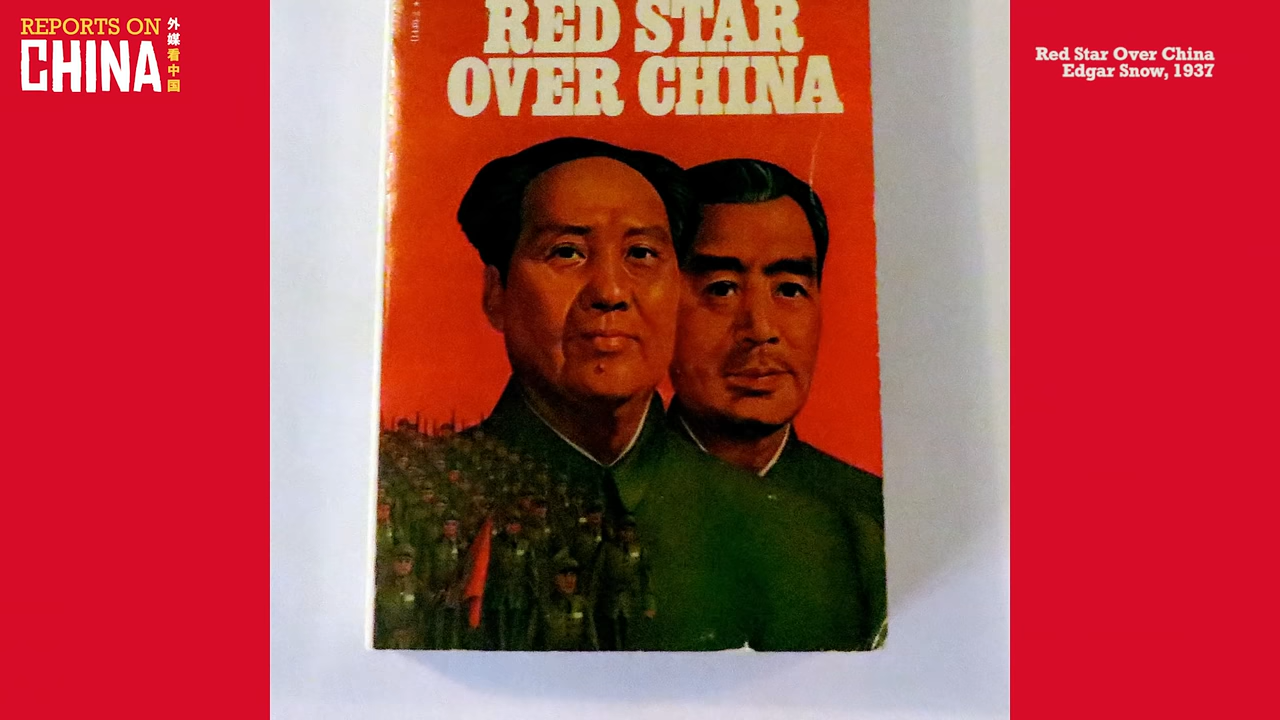 REPORTS ON
CHINA
外媒看中国
RED STAR
OVER CHINA
Red Star Over China
Edgar Snow, 1937